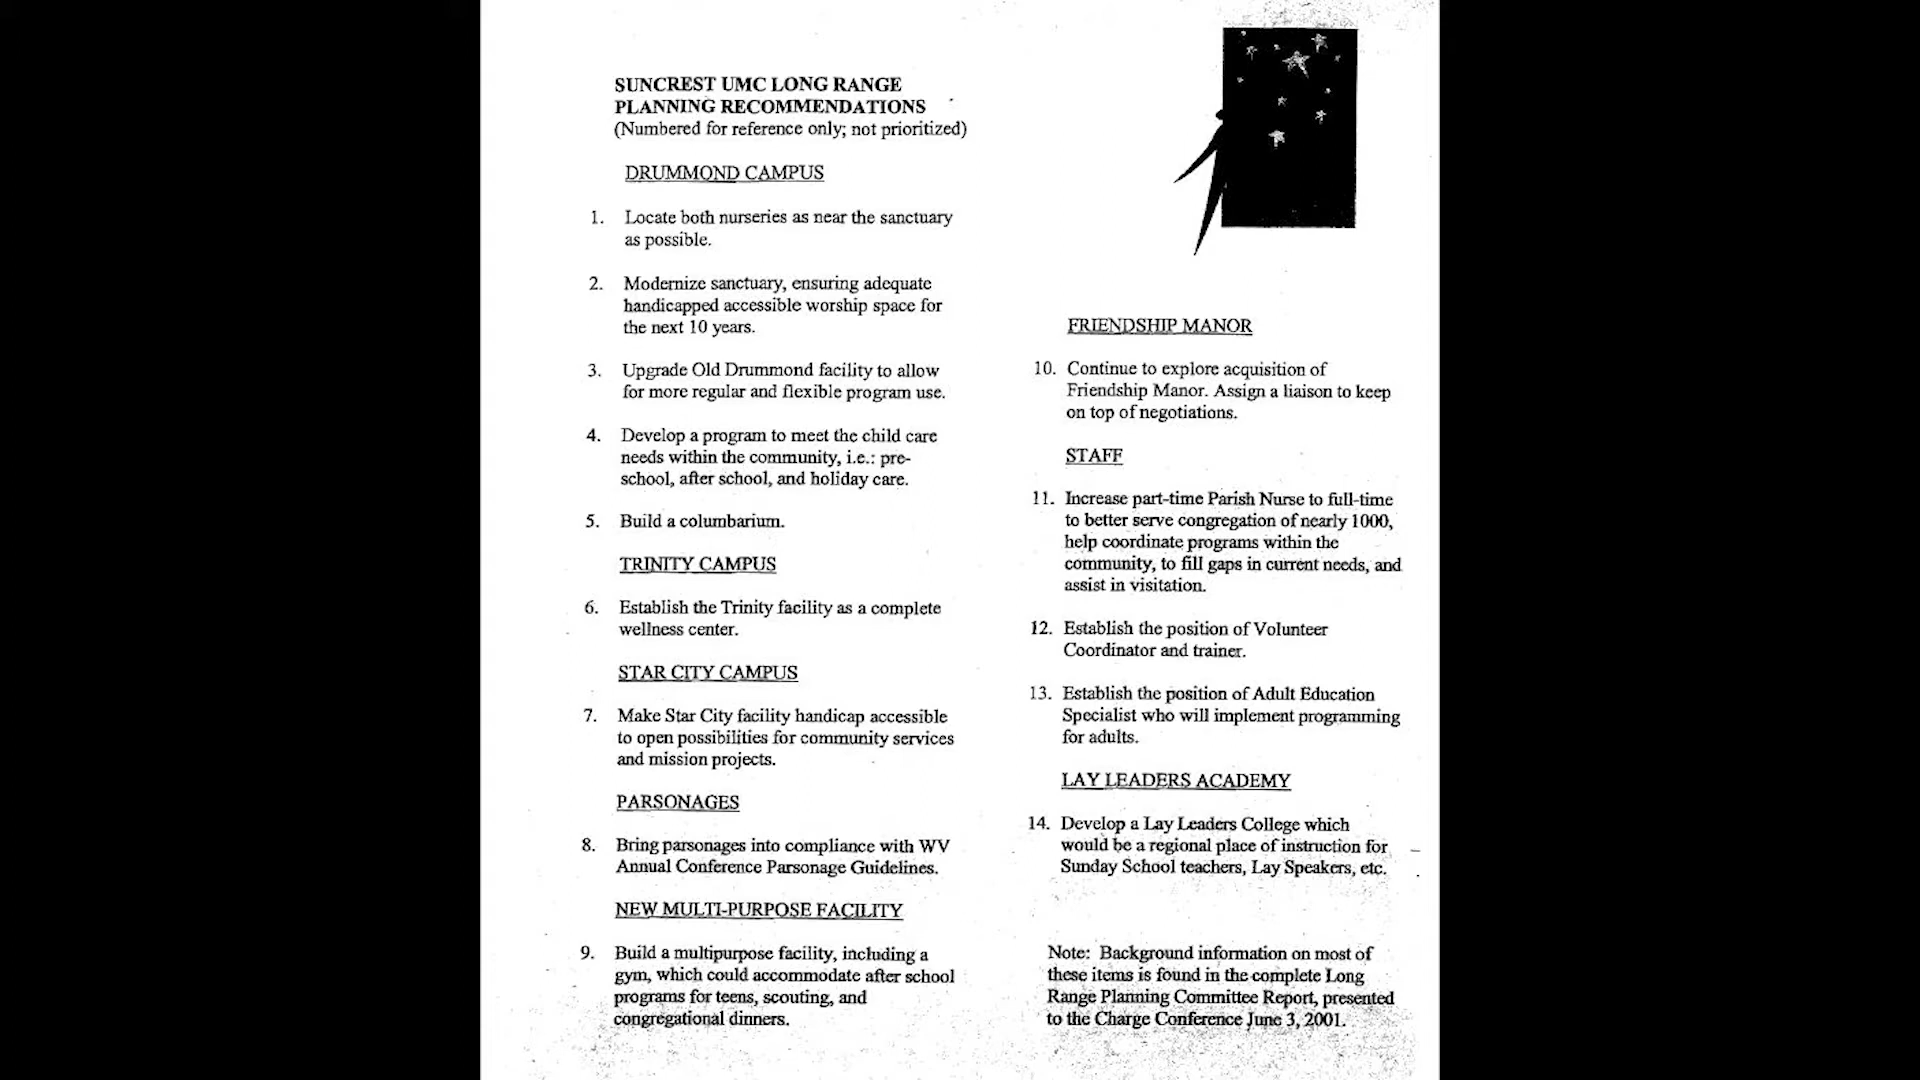 SUNCREST UMC LONG RANGE
PLANNING RECOMMENDATIONS
(Numbered for reference only; not prioritized)
DRUMMOND CAMPUS
1. Locate both nurseries as near the sanctuary
as possible.
2. Modernize sanctuary, ensuring adequate
handicapped accessible worship space for
the next 10 years.
3. Upgrade Old Drummond facility to allow
for more regular and flexible program use.
4. Develop a program to meet the child care
needs within the community, i.e.: pre-
school, after school, and holiday care.
5. Build a columbarium.
TRINITY CAMPUS
6. Establish the Trinity facility as a complete
wellness center.
STAR CITY CAMPUS
7. Make Star City facility handicap accessible
to open possibilities for community services
and mission projects.
PARSONAGES
8. Bring parsonages into compliance with WV
Annual Conference Parsonage Guidelines.
NEW MULTI-PURPOSE FACILITY
9. Build a multipurpose facility, including a
gym, which could accommodate after school
programs for teens, scouting, and
congregational dinners.
FRIENDSHIP MANOR
10. Continue to explore acquisition of
Friendship Manor. Assign a liaison to keep
on top of negotiations.
STAFF
11. Increase part-time Parish Nurse to full-time
to better serve congregation of nearly 1000,
help coordinate programs within the
community, to fill gaps in current needs, and
assist in visitation.
12. Establish the position of Volunteer
Coordinator and trainer.
13. Establish the position of Adult Education
Specialist who will implement programming
for adults.
LAY LEADERS ACADEMY
14. Develop a Lay Leaders College which
would be a regional place of instruction for
Sunday School teachers, Lay Speakers, etc.
Note: Background information on most of
these items is found in the complete Long
Range Planning Committee Report, presented
to the Charge Conference June 3, 2001.